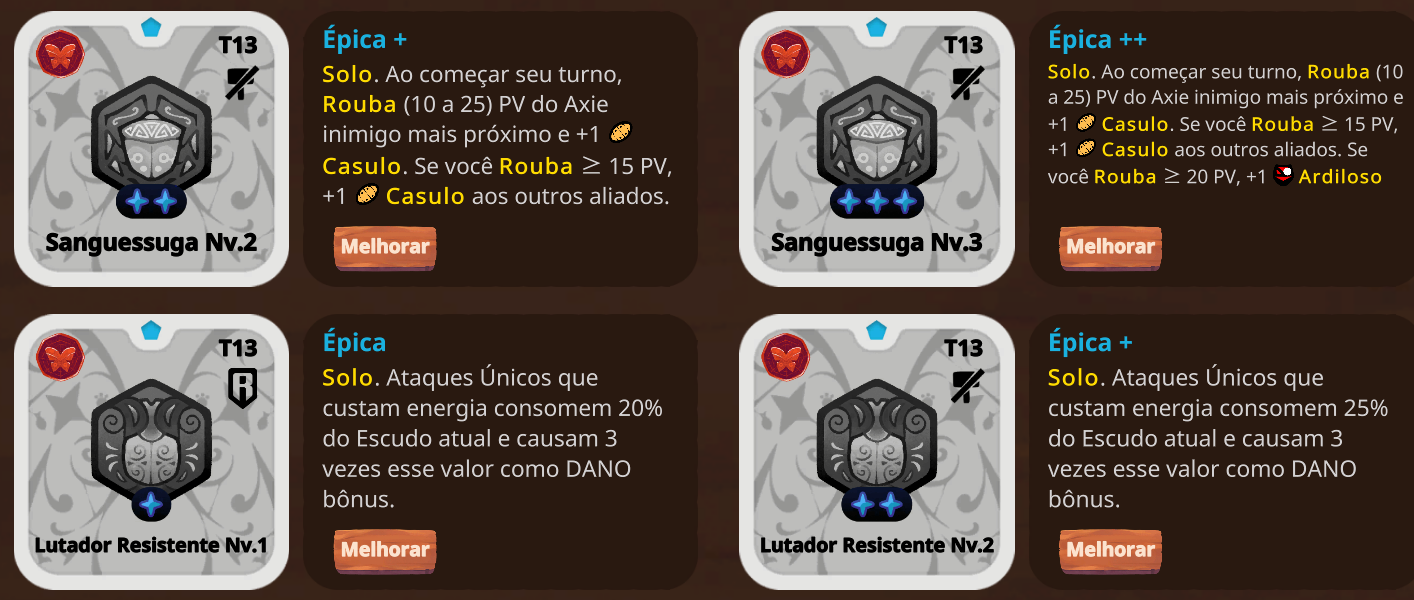 T13
Sanguessuga Nv.2
Épica +
Solo. Ao começar seu turno,
Rouba (10 a 25) PV do Axie
inimigo mais próximo e +1
Casulo. Se você Rouba ≥ 15 PV,
+1 Casulo aos outros aliados.
Melhorar
T13
Sanguessuga Nv.3
Épica ++
Solo. Ao começar seu turno, Rouba (10
a 25) PV do Axie inimigo mais próximo e
+1 Casulo. Se você Rouba ≥ 15 PV,
+1 Casulo aos outros aliados. Se
você Rouba ≥ 20 PV, +1 Ardiloso
Melhorar
T13
R
Lutador Resistente Nv.1
Épica
Solo. Ataques Únicos que
custam energia consomem 20%
do Escudo atual e causam 3
vezes esse valor como DANO
bônus.
Melhorar
T13
Lutador Resistente Nv.2
Épica +
Solo. Ataques Únicos que
custam energia consomem 25%
do Escudo atual e causam 3
vezes esse valor como DANO
bônus.
Melhorar